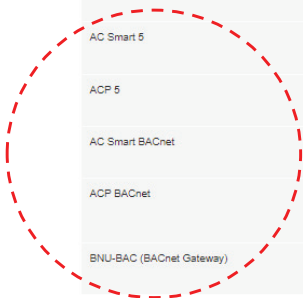 AC Smart 5
ACP 5
AC Smart BACnet
ACP BACnet
BNU-BAC (BACnet Gateway)